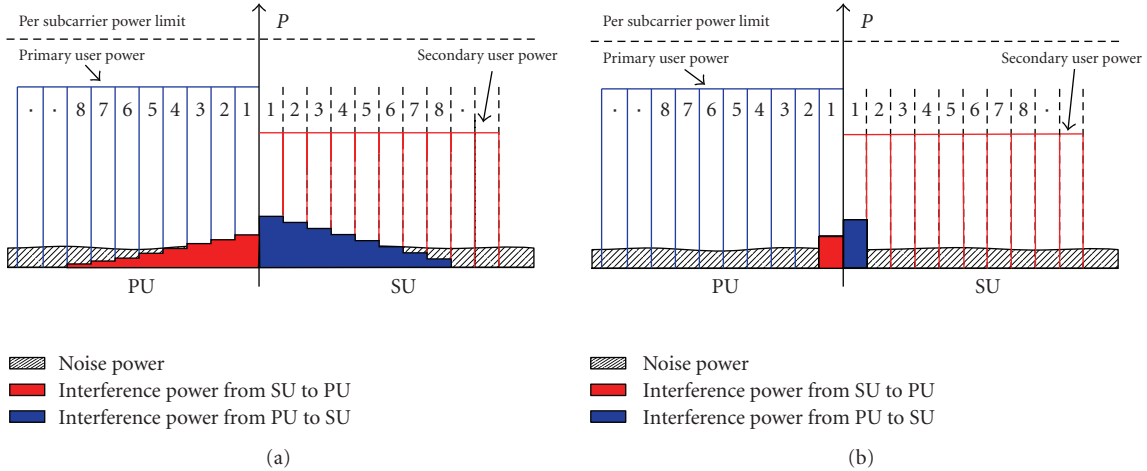 Per subcarrier power limit
P
Primary user power
Secondary user power
· · 8 7 6 5 4 3 2 1 1 2 3 4 5 6 7 8 ·
PU
SU
Noise power
Interference power from SU to PU
Interference power from PU to SU
(a)
Per subcarrier power limit
P
Primary user power
Secondary user power
· · 8 7 6 5 4 3 2 1 1 2 3 4 5 6 7 8 ·
PU
SU
Noise power
Interference power from SU to PU
Interference power from PU to SU
(b)